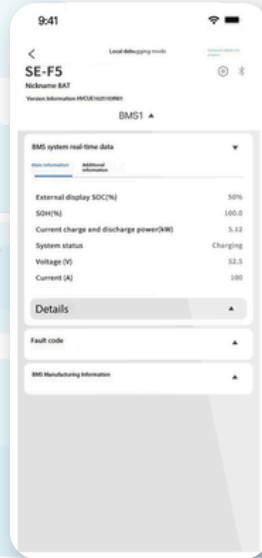 9:41
Local debugging mode
SE-F5
Nickname BAT
BMS1 ▲
BMS system real-time data ▼
Main information Additional information
External display SOC(%) 50%
SOH(%) 100.0
Current charge and discharge power(kW) 5.12
System status Charging
Voltage (V) 52.5
Current (A) 100
Details ▲
Fault code ▲
BMS Manufacturing Information ▲